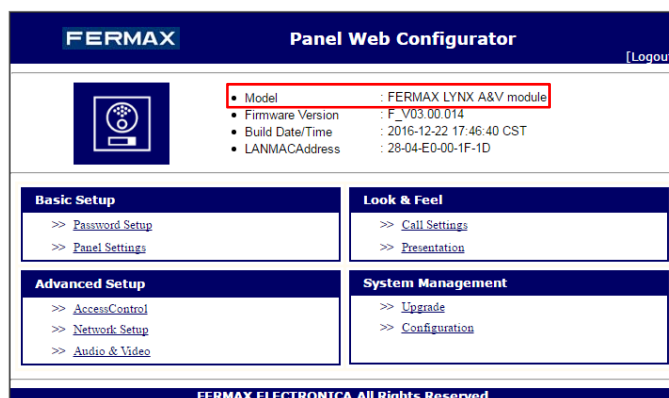 FERMAX
Panel Web Configurator
[Logout
Model : FERMAX LYNX A&V module
Firmware Version : F_V03.00.014
Build Date/Time : 2016-12-22 17:46:40 CST
LANMACAddress : 28-04-E0-00-1F-1D
Basic Setup
>> Password Setup
>> Panel Settings
Look & Feel
>> Call Settings
>> Presentation
Advanced Setup
>> AccessControl
>> Network Setup
>> Audio & Video
System Management
>> Upgrade
>> Configuration
FERMAX ELECTRONICA All Rights Reserved